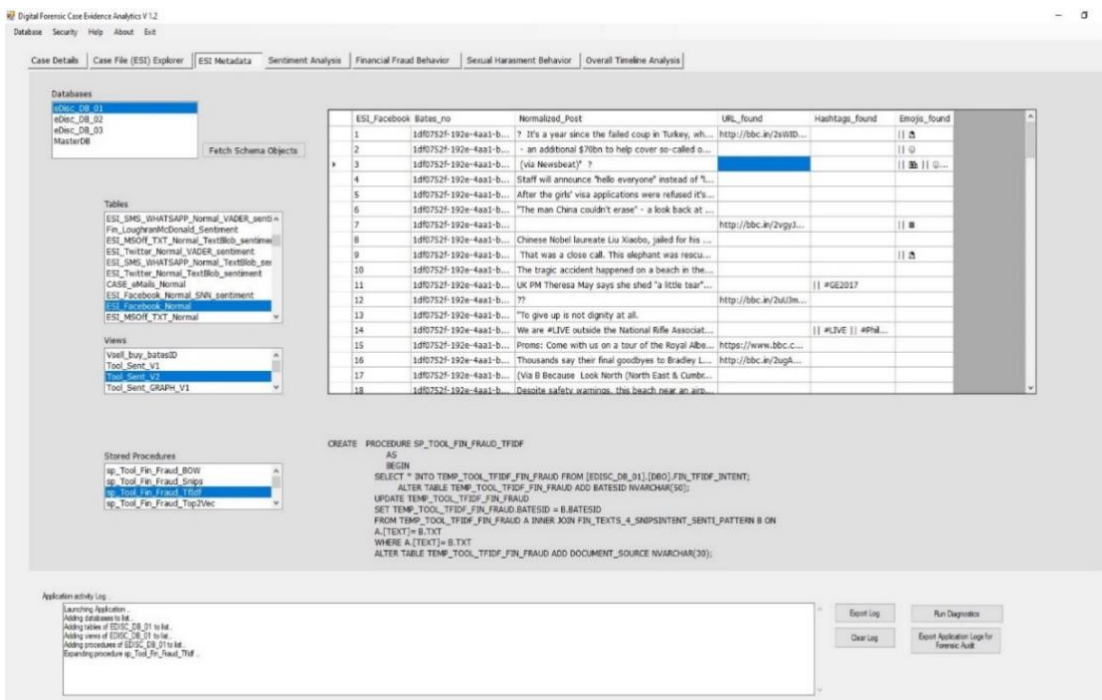 Digital Forensic Case Evidence Analytics V 1.2
Database Security Help About Exit
Case Details Case File (ESI) Explorer ESI Metadata Sentiment Analysis Financial Fraud Behavior Sexual Harasment Behavior Overall Timeline Analysis
Databases
eDisc_DB_01
eDisc_DB_02
eDisc_DB_03
MasterDB
Fetch Schema Objects
Tables
ESI_SMS_WHATSAPP_Normal_VADER_senti
Fin_LoughranMcDonald_Sentiment
ESI_MSOff_TXT_Normal_TextBlob_sentimen
ESI_Twitter_Normal_VADER_sentiment
ESI_SMS_WHATSAPP_Normal_TextBlob_ser
ESI_Twitter_Normal_TextBlob_sentiment
CASE_eMails_Normal
ESI_Facebook_Normal_SNN_sentiment
ESI_Facebook_Normal
ESI_MSOff_TXT_Normal
Views
Vsell_buy_batesID
Tool_Sent_V1
Tool_Sent_V2
Tool_Sent_GRAPH_V1
Stored Procedures
sp_Tool_Fin_Fraud_BOW
sp_Tool_Fin_Fraud_Snips
sp_Tool_Fin_Fraud_TfIdf
sp_Tool_Fin_Fraud_Top2Vec
ESI_Facebook Bates_no Normalized_Post URL_found Hashtags_found Emojis_found
1 1df0752f-192e-4aa1-b... ? It's a year since the failed coup in Turkey, wh... http://bbc.in/2sWID... ||
2 1df0752f-192e-4aa1-b... - an additional $70bn to help cover so-called o... ||
3 1df0752f-192e-4aa1-b... (via Newsbeat)" ? || ||
4 1df0752f-192e-4aa1-b... Staff will announce "hello everyone" instead of "l...
5 1df0752f-192e-4aa1-b... After the girls' visa applications were refused it's...
6 1df0752f-192e-4aa1-b... "The man China couldn't erase" - a look back at ...
7 1df0752f-192e-4aa1-b... http://bbc.in/2vgyJ... ||
8 1df0752f-192e-4aa1-b... Chinese Nobel laureate Liu Xiaobo, jailed for his ...
9 1df0752f-192e-4aa1-b... That was a close call. This elephant was rescu... ||
10 1df0752f-192e-4aa1-b... The tragic accident happened on a beach in the...
11 1df0752f-192e-4aa1-b... UK PM Theresa May says she shed "a little tear"... || #GE2017
12 1df0752f-192e-4aa1-b... ?? http://bbc.in/2uU3m...
13 1df0752f-192e-4aa1-b... "To give up is not dignity at all.
14 1df0752f-192e-4aa1-b... We are #LIVE outside the National Rifle Associat... || #LIVE || #Phil...
15 1df0752f-192e-4aa1-b... Proms: Come with us on a tour of the Royal Albe... https://www.bbc.c...
16 1df0752f-192e-4aa1-b... Thousands say their final goodbyes to Bradley L... http://bbc.in/2ugA...
17 1df0752f-192e-4aa1-b... (Via B Because Look North (North East & Cumbr...
18 1df0752f-192e-4aa1-b... Despite safety warnings, this beach near an airp...
CREATE PROCEDURE SP_TOOL_FIN_FRAUD_TFIDF
AS
BEGIN
SELECT * INTO TEMP_TOOL_TFIDF_FIN_FRAUD FROM [EDISC_DB_01].[DBO].FIN_TFIDF_INTENT;
ALTER TABLE TEMP_TOOL_TFIDF_FIN_FRAUD ADD BATESID NVARCHAR(50);
UPDATE TEMP_TOOL_TFIDF_FIN_FRAUD
SET TEMP_TOOL_TFIDF_FIN_FRAUD.BATESID = B.BATESID
FROM TEMP_TOOL_TFIDF_FIN_FRAUD A INNER JOIN FIN_TEXTS_4_SNIPSINTENT_SENTI_PATTERN B ON
A.[TEXT]= B.TXT
WHERE A.[TEXT]= B.TXT
ALTER TABLE TEMP_TOOL_TFIDF_FIN_FRAUD ADD DOCUMENT_SOURCE NVARCHAR(30);
Application activity Log
Launching Application ..
Adding databases to list..
Adding tables of EDISC_DB_01 to list..
Adding views of EDISC_DB_01 to list..
Adding procedures of EDISC_DB_01 to list..
Expanding procedure sp_Tool_Fin_Fraud_TfIdf ..
Export Log
Clear Log
Run Diagnostics
Export Application Logs for
Forensic Audit